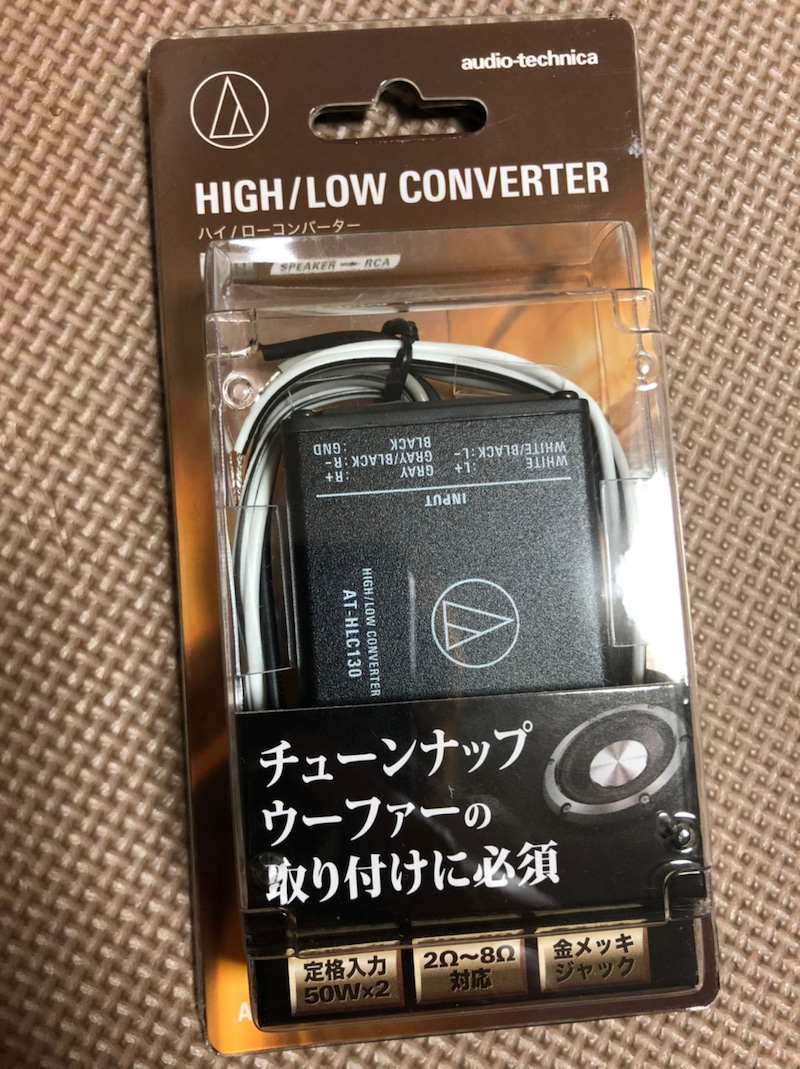 audio-technica
HIGH/LOW CONVERTER
ハイ/ローコンバーター
SPEAKER → RCA
WHITE :L+
WHITE/BLACK:L-
GRAY :R+
GRAY/BLACK :R-
BLACK :GND
INPUT
HIGH/LOW CONVERTER
AT-HLC130
チューンナップ
ウーファーの
取り付けに必須
定格入力
50W×2
2Ω〜8Ω
対応
金メッキ
ジャック